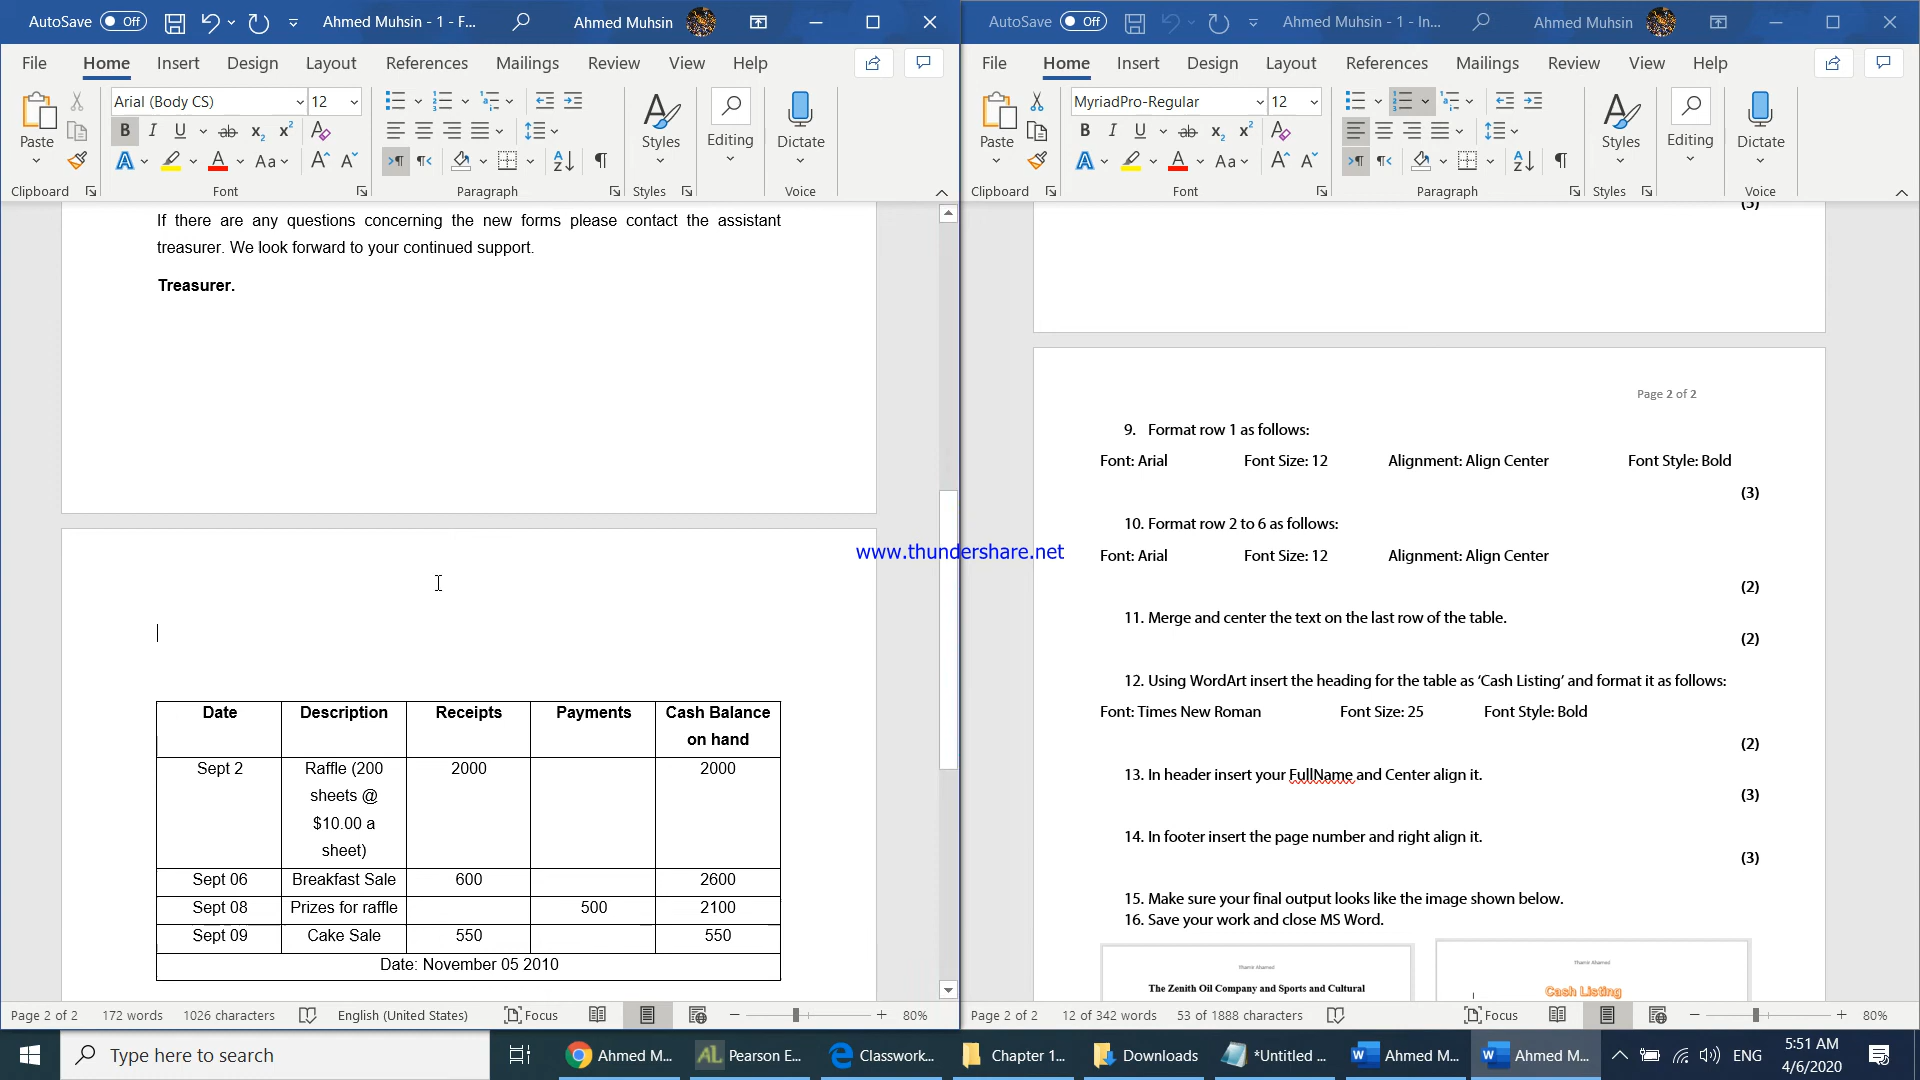 AutoSave Off Ahmed Muhsin - 1 - F... Ahmed Muhsin
File Home Insert Design Layout References Mailings Review View Help
Arial (Body CS) 12
Paste Styles Editing Dictate
Clipboard Font Paragraph Styles Voice
If there are any questions concerning the new forms please contact the assistant
treasurer. We look forward to your continued support.
Treasurer.
Date Description Receipts Payments Cash Balance
on hand
Sept 2 Raffle (200 2000 2000
sheets @
$10.00 a
sheet)
Sept 06 Breakfast Sale 600 2600
Sept 08 Prizes for raffle 500 2100
Sept 09 Cake Sale 550 550
Date: November 05 2010
Page 2 of 2 172 words 1026 characters English (United States) Focus 80%
www.thundershare.net
AutoSave Off Ahmed Muhsin - 1 - In... Ahmed Muhsin
File Home Insert Design Layout References Mailings Review View Help
MyriadPro-Regular 12
Paste Styles Editing Dictate
Clipboard Font Paragraph Styles Voice
Page 2 of 2
9. Format row 1 as follows:
Font: Arial Font Size: 12 Alignment: Align Center Font Style: Bold
(3)
10. Format row 2 to 6 as follows:
Font: Arial Font Size: 12 Alignment: Align Center
(2)
11. Merge and center the text on the last row of the table.
(2)
12. Using WordArt insert the heading for the table as ‘Cash Listing’ and format it as follows:
Font: Times New Roman Font Size: 25 Font Style: Bold
(2)
13. In header insert your FullName and Center align it.
(3)
14. In footer insert the page number and right align it.
(3)
15. Make sure your final output looks like the image shown below.
16. Save your work and close MS Word.
The Zenith Oil Company and Sports and Cultural
Cash Listing
Page 2 of 2 12 of 342 words 53 of 1888 characters Focus 80%
Type here to search Ahmed M... Pearson E... Classwork... Chapter 1... Downloads *Untitled ... Ahmed M... Ahmed M... ENG 5:51 AM
4/6/2020